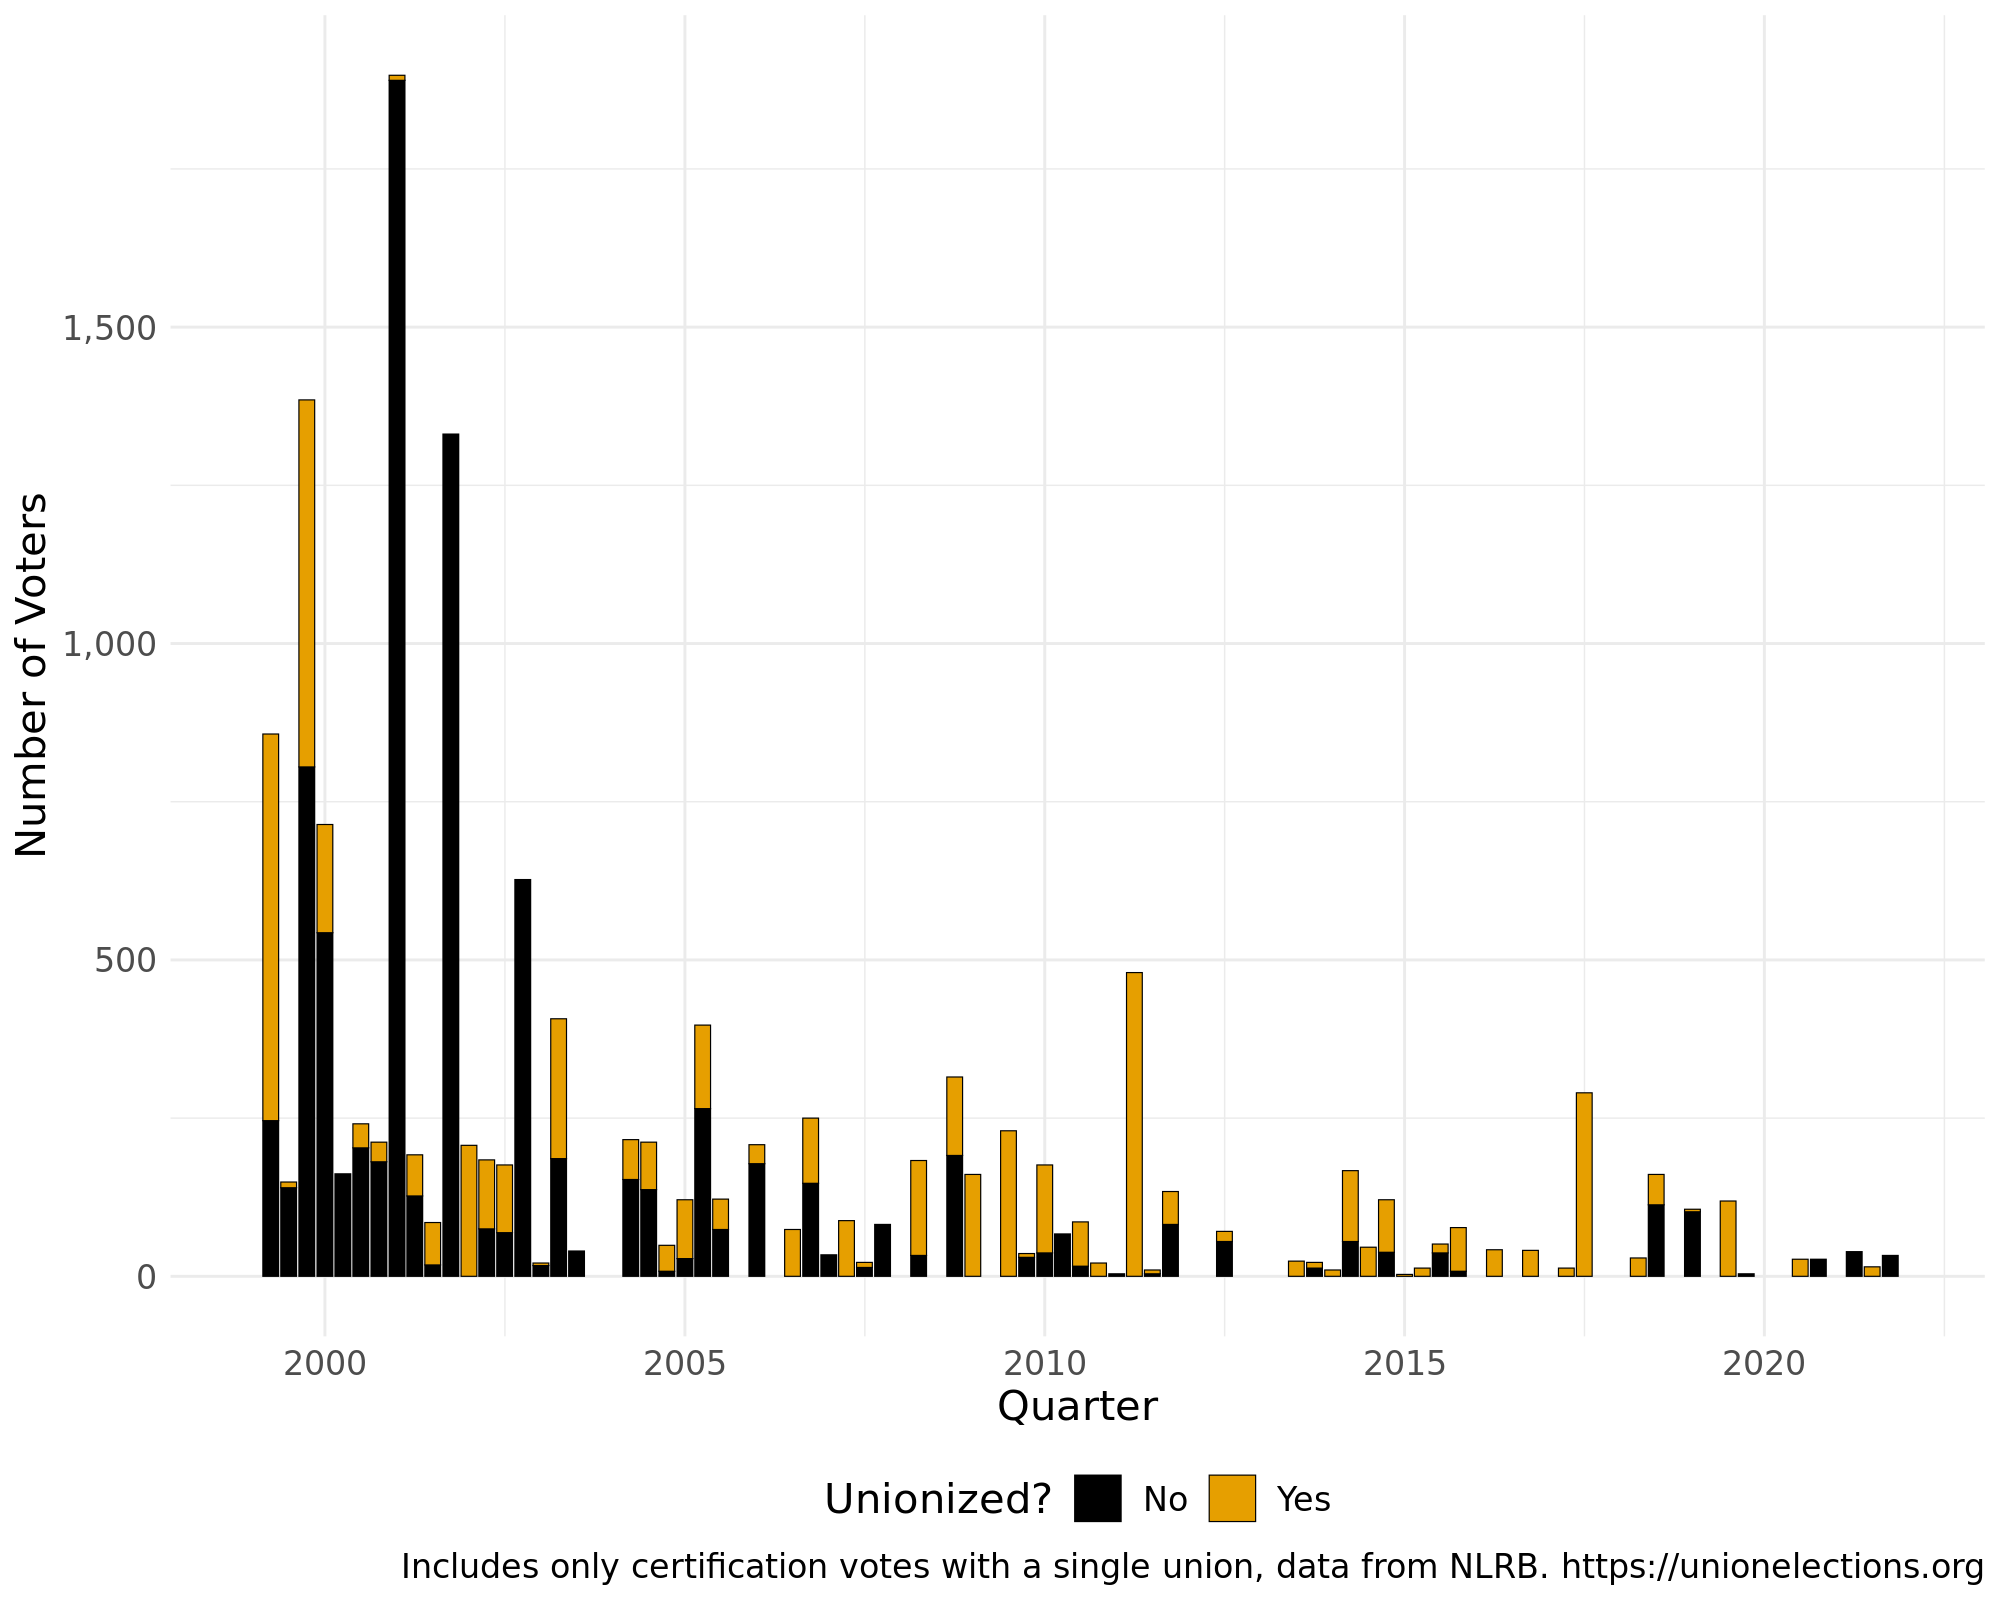 Number of Voters
1,500
1,000
500
0
2000 2005 2010 2015 2020
Quarter
Unionized? No Yes
Includes only certification votes with a single union, data from NLRB. https://unionelections.org